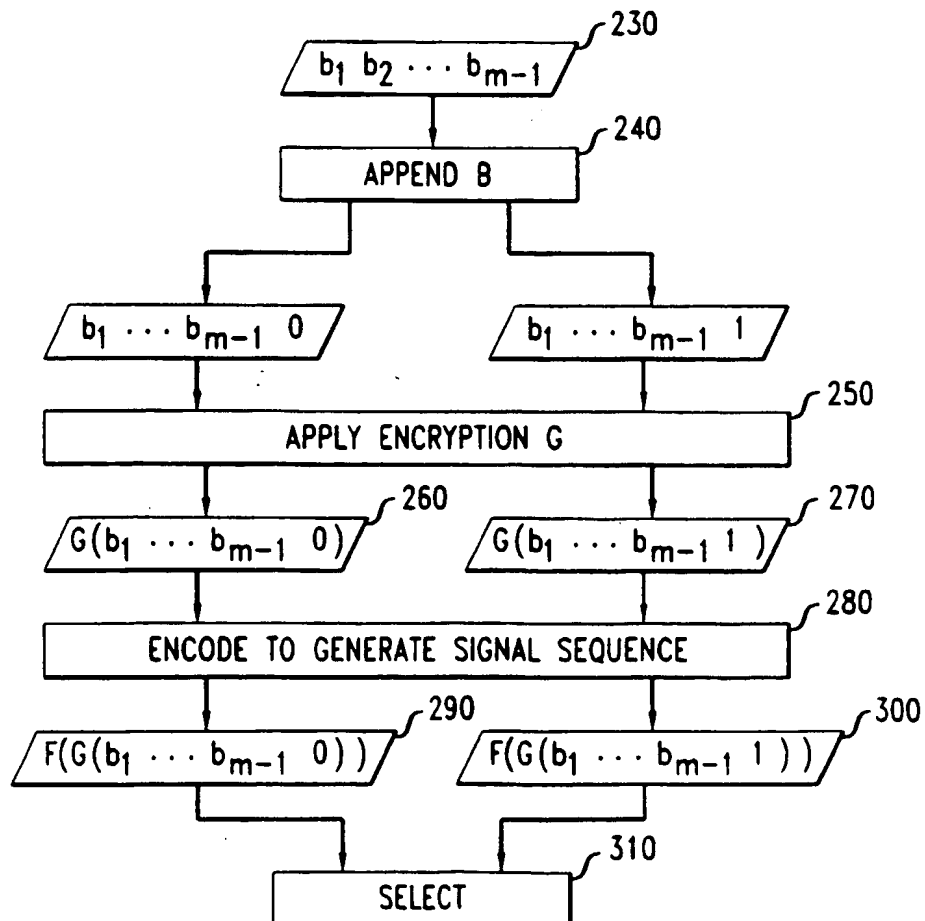 230
b₁ b₂ ··· bₘ₋₁
240
APPEND B
b₁ ··· bₘ₋₁ 0
b₁ ··· bₘ₋₁ 1
250
APPLY ENCRYPTION G
260
270
G(b₁ ··· bₘ₋₁ 0)
G(b₁ ··· bₘ₋₁ 1)
280
ENCODE TO GENERATE SIGNAL SEQUENCE
290
300
F(G(b₁ ··· bₘ₋₁ 0))
F(G(b₁ ··· bₘ₋₁ 1))
310
SELECT